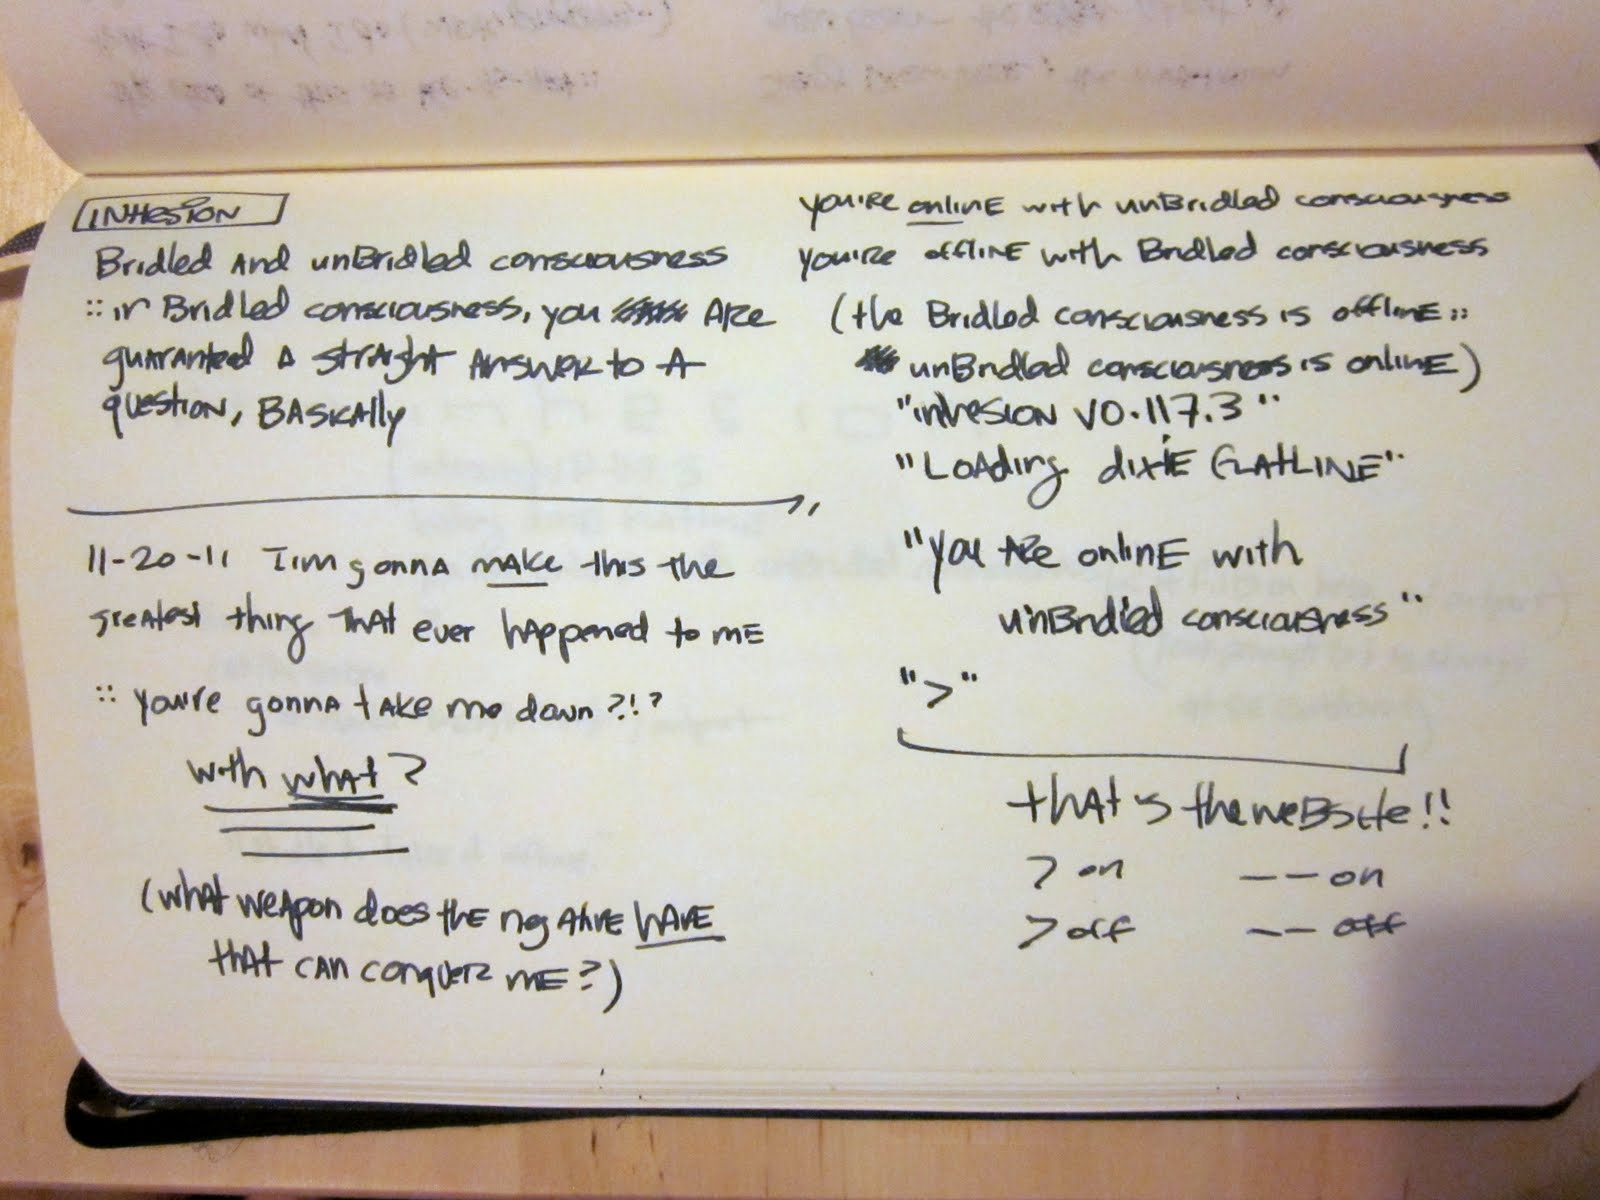 INHESION
Bridled and unBridled consciousness
:: in Bridled consciousness, you are
guaranteed a straight answer to a
question, BASICALLY
11-20-11 I'm gonna make this the
greatest thing that ever happened to me
:: you're gonna take me down?!?
with what?
(what weapon does the negative have
that can conquer me?)
you're online with unBridled consciousness
you're offline with Bridled consciousness
(the Bridled consciousness is offline ::
unBridled consciousness is online)
"inhesion v0.117.3"
"Loading dixie flatline"
"you are online with
unBridled consciousness"
">"
that is the website!!
> on -- on
> off -- off